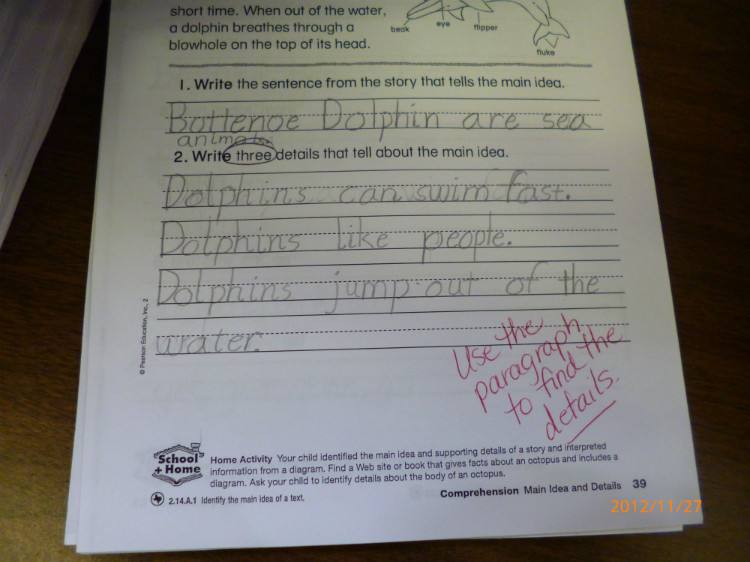 short time. When out of the water,
a dolphin breathes through a
blowhole on the top of its head.
beak
eye
flipper
fluke
1. Write the sentence from the story that tells the main idea.
Bottenoe Dolphin are sea
animals.
2. Write three details that tell about the main idea.
Dolphins can swim fast.
Dolphins like people.
Dolphins jump out of the
water.
Use the
paragraph
to find the
details.
© Pearson Education, Inc., 2
School
+ Home
Home Activity Your child identified the main idea and supporting details of a story and interpreted
information from a diagram. Find a Web site or book that gives facts about an octopus and includes a
diagram. Ask your child to identify details about the body of an octopus.
2.14.A.1 Identify the main idea of a text.
Comprehension Main Idea and Details 39
2012/11/27